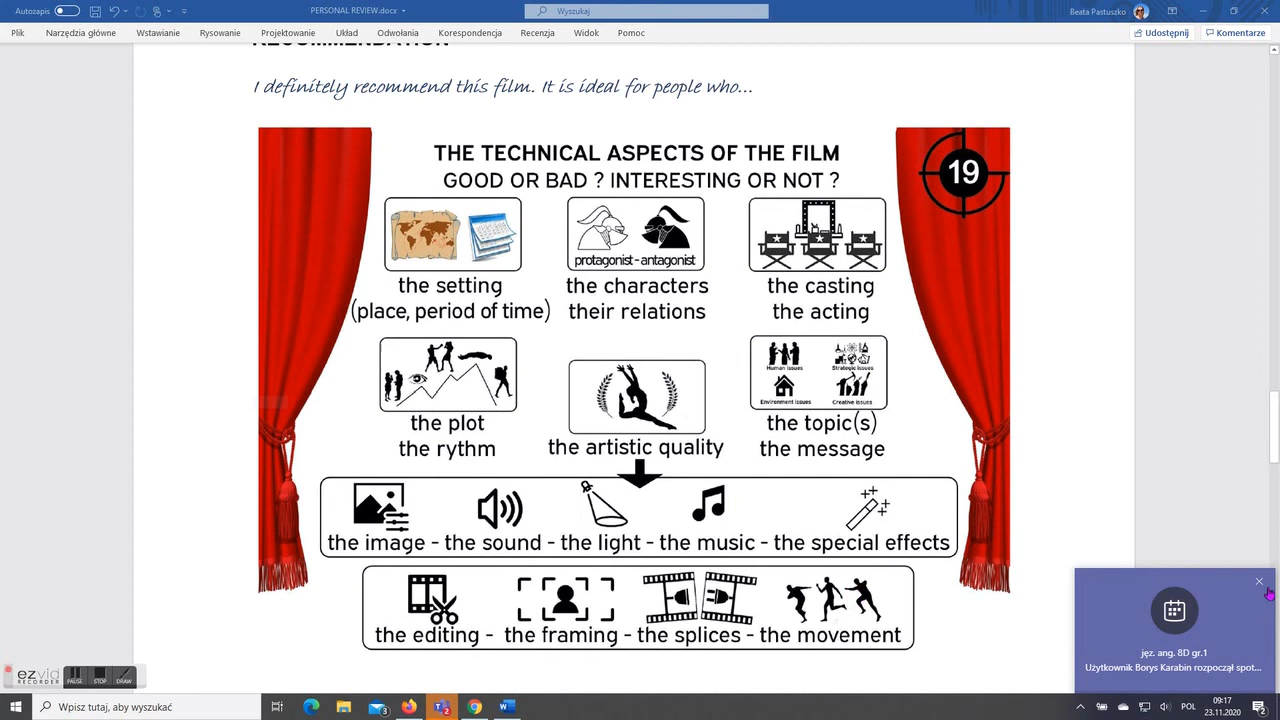 Autozapis
PERSONAL REVIEW.docx
Wyszukaj
Beata Pastuszko
Plik Narzędzia główne Wstawianie Rysowanie Projektowanie Układ Odwołania Korespondencja Recenzja Widok Pomoc
Udostępnij Komentarze
RECOMMENDATION
I definitely recommend this film. It is ideal for people who...
THE TECHNICAL ASPECTS OF THE FILM
GOOD OR BAD ? INTERESTING OR NOT ?
19
protagonist - antagonist
the setting
(place, period of time)
the characters
their relations
the casting
the acting
Human issues
Strategic issues
Environment issues
Creative issues
the plot
the rythm
the artistic quality
the topic(s)
the message
the image - the sound - the light - the music - the special effects
the editing - the framing - the splices - the movement
ezvid
RECORDER
PAUSE STOP DRAW
jęz. ang. 8D gr.1
Użytkownik Borys Karabin rozpoczął spot...
Wpisz tutaj, aby wyszukać
3
2
POL
09:17
23.11.2020
2